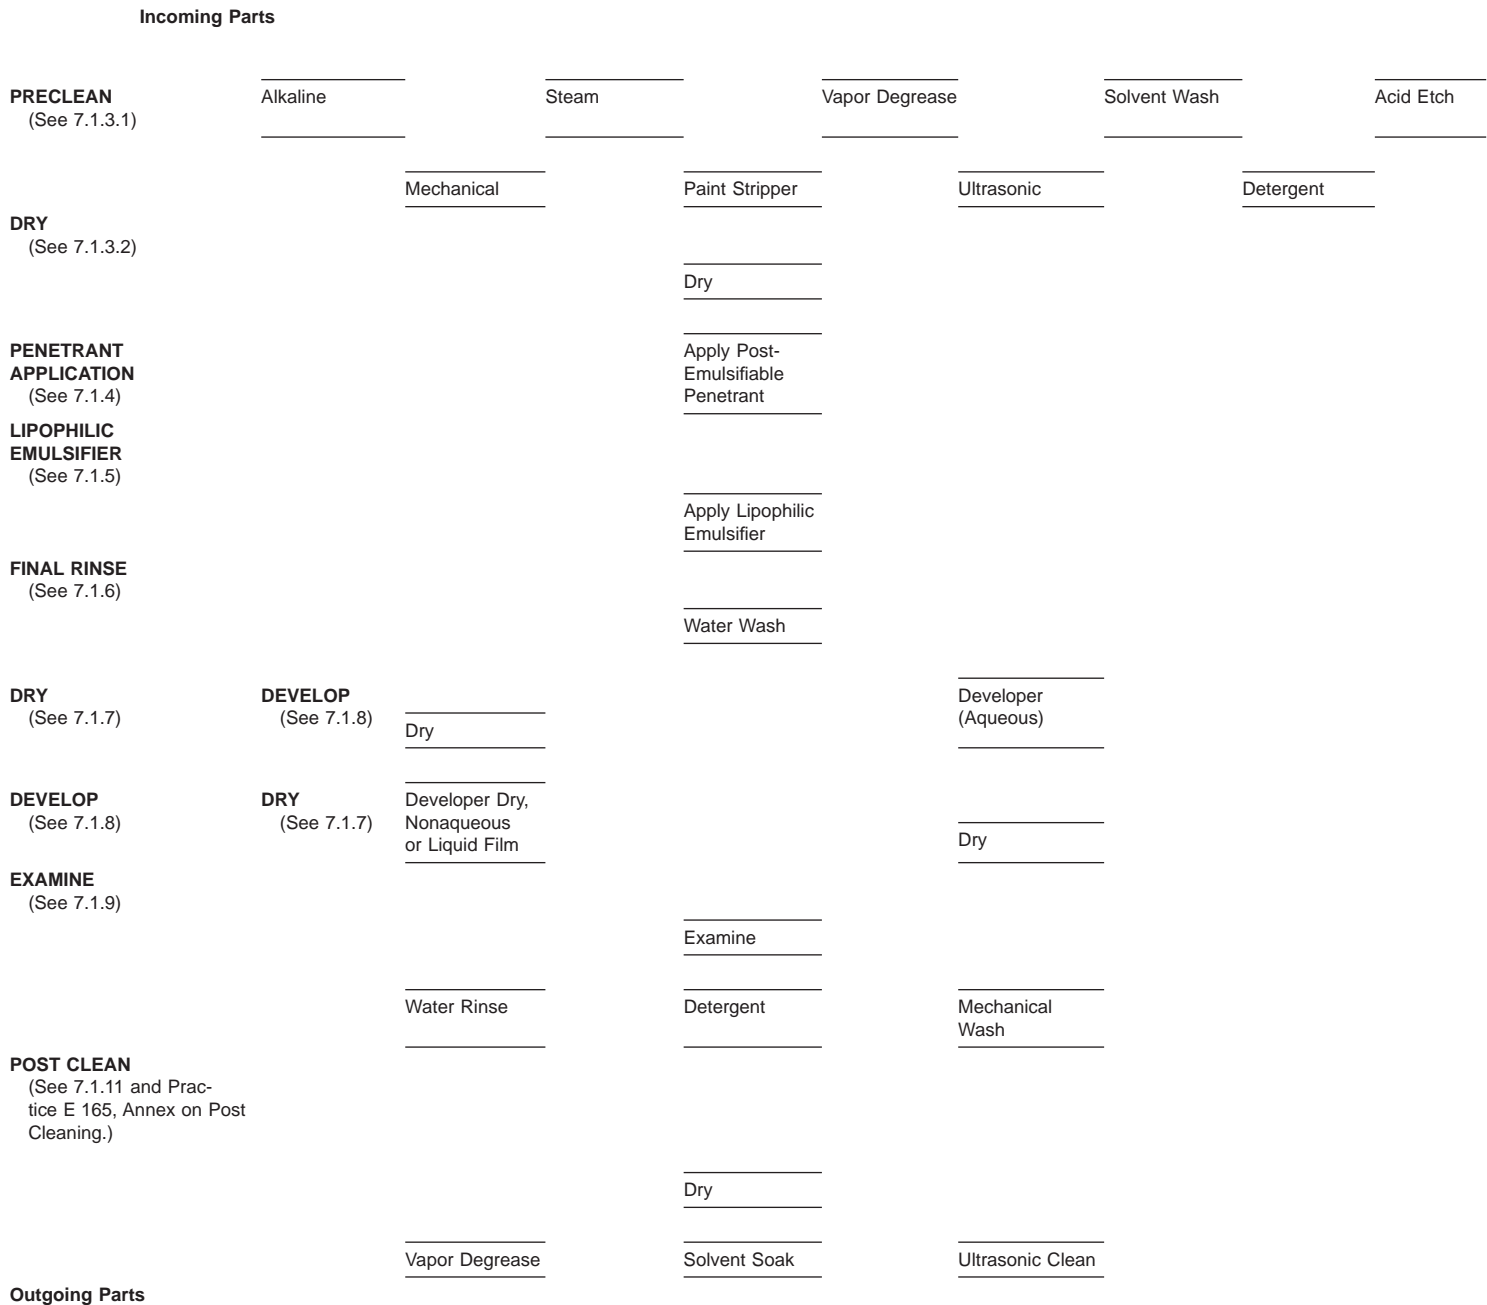 Incoming Parts
PRECLEAN
(See 7.1.3.1)
Alkaline
Steam
Vapor Degrease
Solvent Wash
Acid Etch
Mechanical
Paint Stripper
Ultrasonic
Detergent
DRY
(See 7.1.3.2)
Dry
PENETRANT
APPLICATION
(See 7.1.4)
Apply Post-
Emulsifiable
Penetrant
LIPOPHILIC
EMULSIFIER
(See 7.1.5)
Apply Lipophilic
Emulsifier
FINAL RINSE
(See 7.1.6)
Water Wash
DRY
(See 7.1.7)
DEVELOP
(See 7.1.8)
Dry
Developer
(Aqueous)
DEVELOP
(See 7.1.8)
DRY
(See 7.1.7)
Developer Dry,
Nonaqueous
or Liquid Film
Dry
EXAMINE
(See 7.1.9)
Examine
Water Rinse
Detergent
Mechanical
Wash
POST CLEAN
(See 7.1.11 and Prac-
tice E 165, Annex on Post
Cleaning.)
Dry
Vapor Degrease
Solvent Soak
Ultrasonic Clean
Outgoing Parts